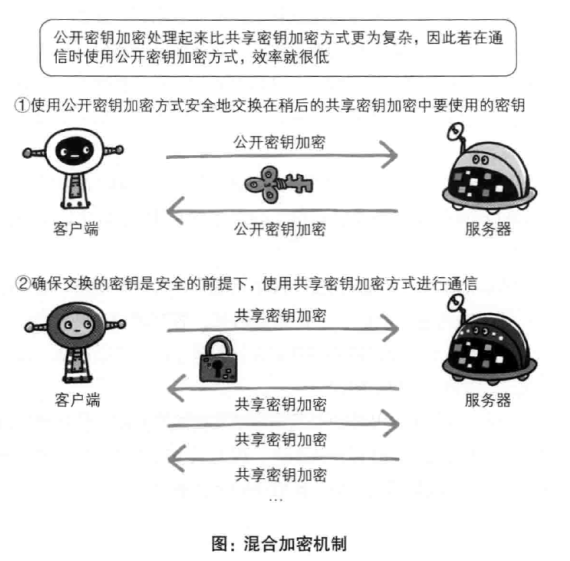 公开密钥加密处理起来比共享密钥加密方式更为复杂，因此若在通
信时使用公开密钥加密方式，效率就很低
①使用公开密钥加密方式安全地交换在稍后的共享密钥加密中要使用的密钥
公开密钥加密
客户端
公开密钥加密
服务器
②确保交换的密钥是安全的前提下，使用共享密钥加密方式进行通信
共享密钥加密
客户端
共享密钥加密
服务器
共享密钥加密
共享密钥加密
…
图：混合加密机制